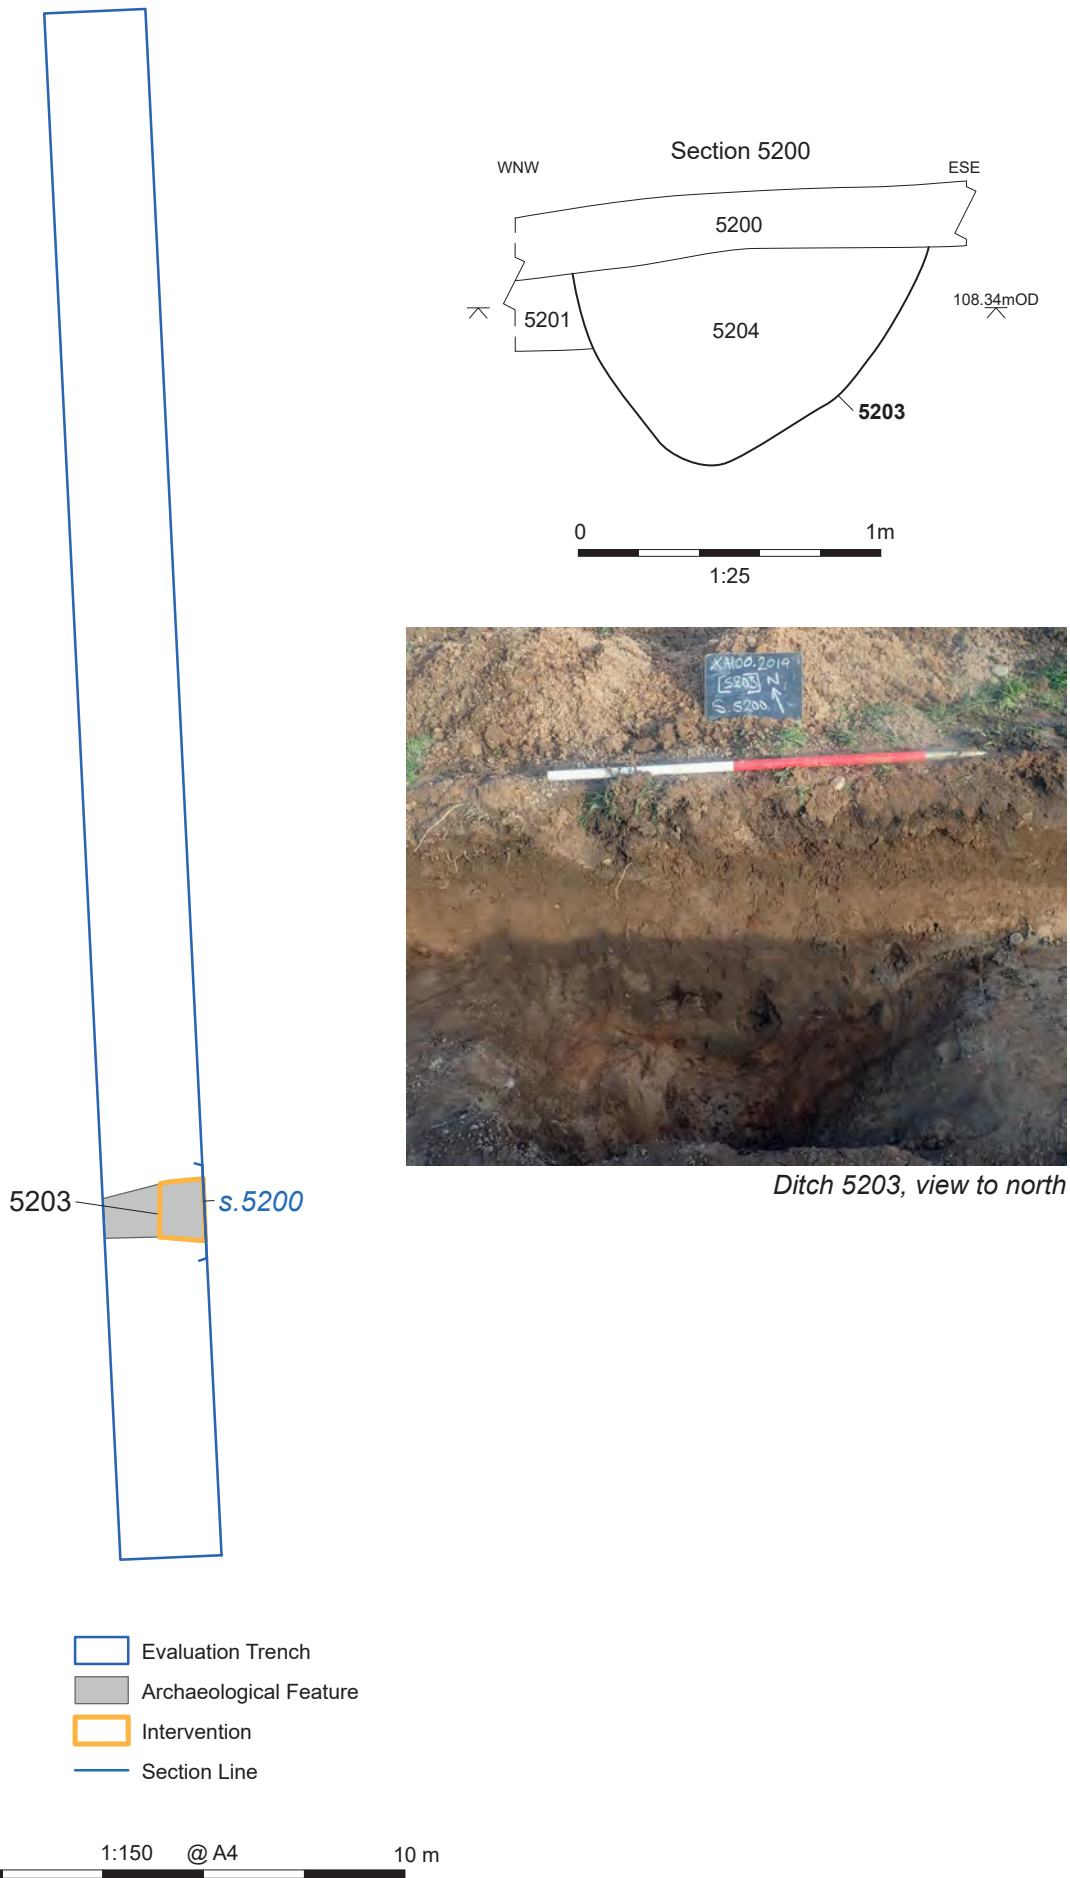 Section 5200
WNW
ESE
5200
5201
5204
108.34mOD
5203
0 1m
1:25
XA100.2019
5203 N
S.5200
Ditch 5203, view to north
5203
s.5200
Evaluation Trench
Archaeological Feature
Intervention
Section Line
1:150 @ A4 10 m